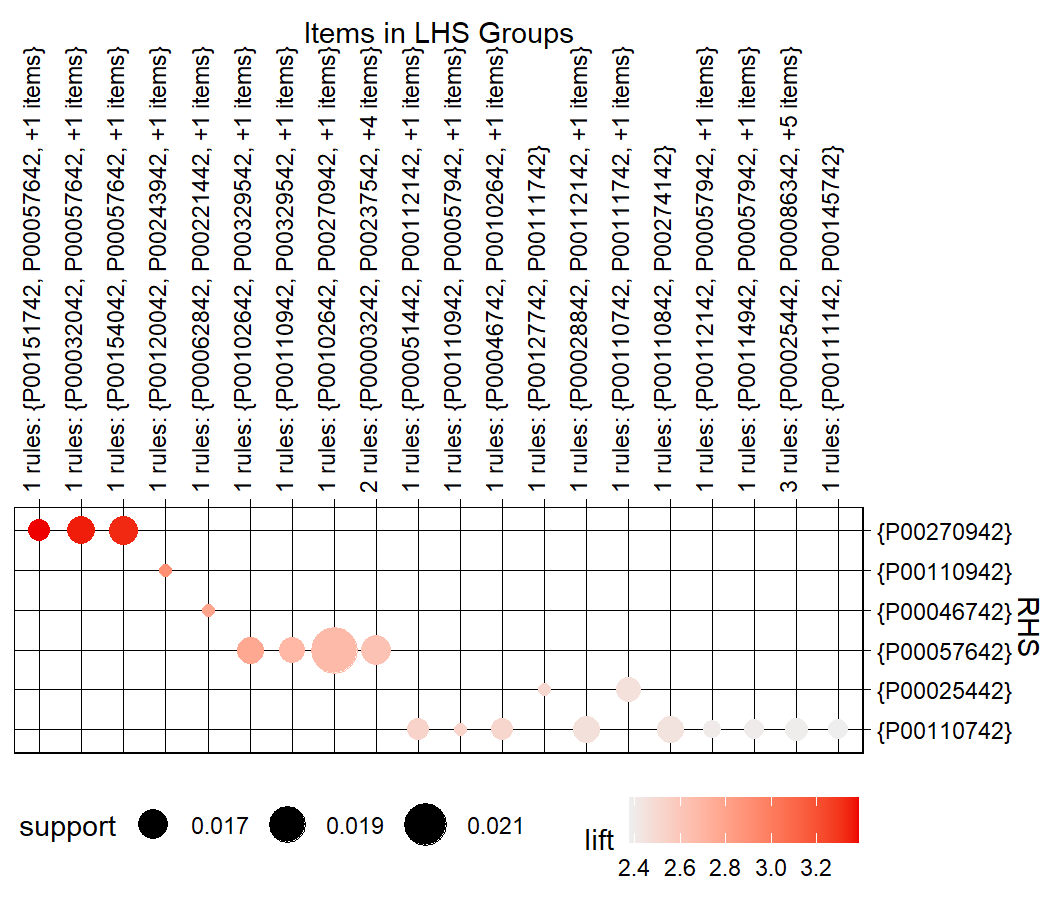 Items in LHS Groups
1 rules: {P00151742, P00057642, +1 items}
1 rules: {P00032042, P00057642, +1 items}
1 rules: {P00154042, P00057642, +1 items}
1 rules: {P00120042, P00243942, +1 items}
1 rules: {P00062842, P00221442, +1 items}
1 rules: {P00102642, P00329542, +1 items}
1 rules: {P00110942, P00329542, +1 items}
1 rules: {P00102642, P00270942, +1 items}
2 rules: {P00003242, P00237542, +4 items}
1 rules: {P00051442, P00112142, +1 items}
1 rules: {P00110942, P00057942, +1 items}
1 rules: {P00046742, P00102642, +1 items}
1 rules: {P00127742, P00111742}
1 rules: {P00028842, P00112142, +1 items}
1 rules: {P00110742, P00111742, +1 items}
1 rules: {P00110842, P00274142}
1 rules: {P00112142, P00057942, +1 items}
1 rules: {P00114942, P00057942, +1 items}
3 rules: {P00025442, P00086342, +5 items}
1 rules: {P00111142, P00145742}
{P00270942}
{P00110942}
{P00046742}
{P00057642}
{P00025442}
{P00110742}
RHS
support 0.017 0.019 0.021
lift
2.4 2.6 2.8 3.0 3.2